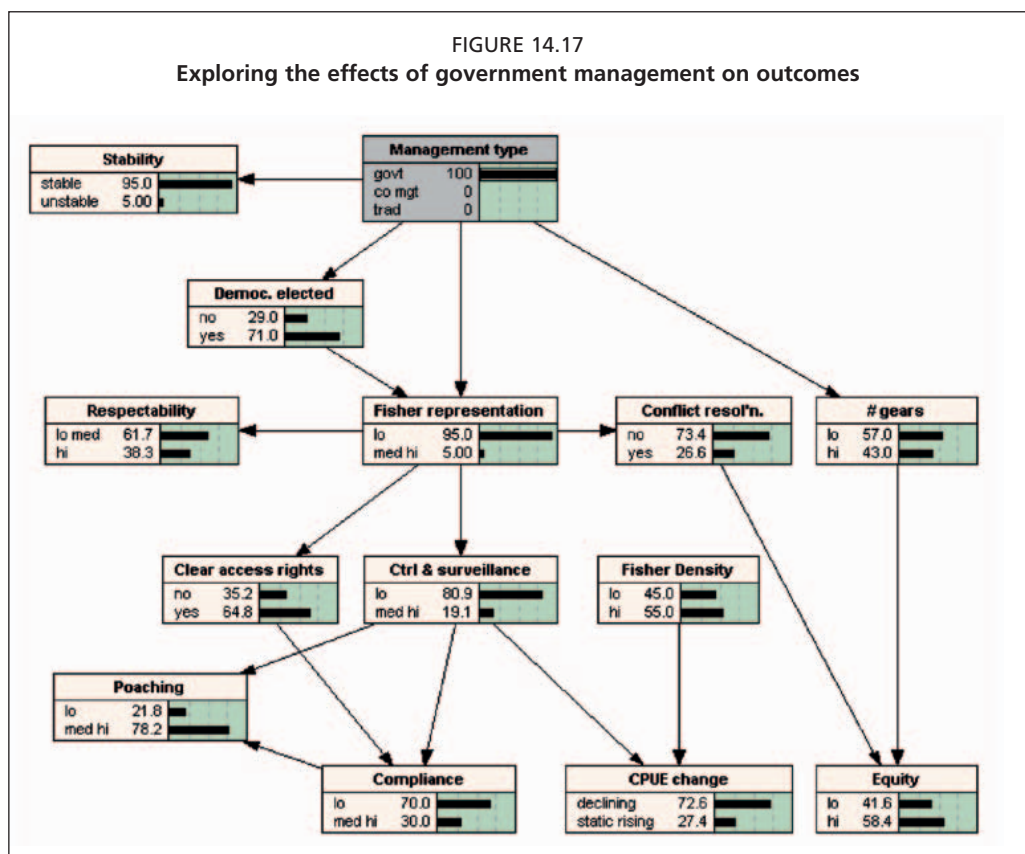 FIGURE 14.17
Exploring the effects of government management on outcomes
Management type
govt 100
co mgt 0
trad 0
Stability
stable 95.0
unstable 5.00
Democ. elected
no 29.0
yes 71.0
Respectability
lo med 61.7
hi 38.3
Fisher representation
lo 95.0
med hi 5.00
Conflict resol'n.
no 73.4
yes 26.6
# gears
lo 57.0
hi 43.0
Clear access rights
no 35.2
yes 64.8
Ctrl & surveillance
lo 80.9
med hi 19.1
Fisher Density
lo 45.0
hi 55.0
Poaching
lo 21.8
med hi 78.2
Compliance
lo 70.0
med hi 30.0
CPUE change
declining 72.6
static rising 27.4
Equity
lo 41.6
hi 58.4